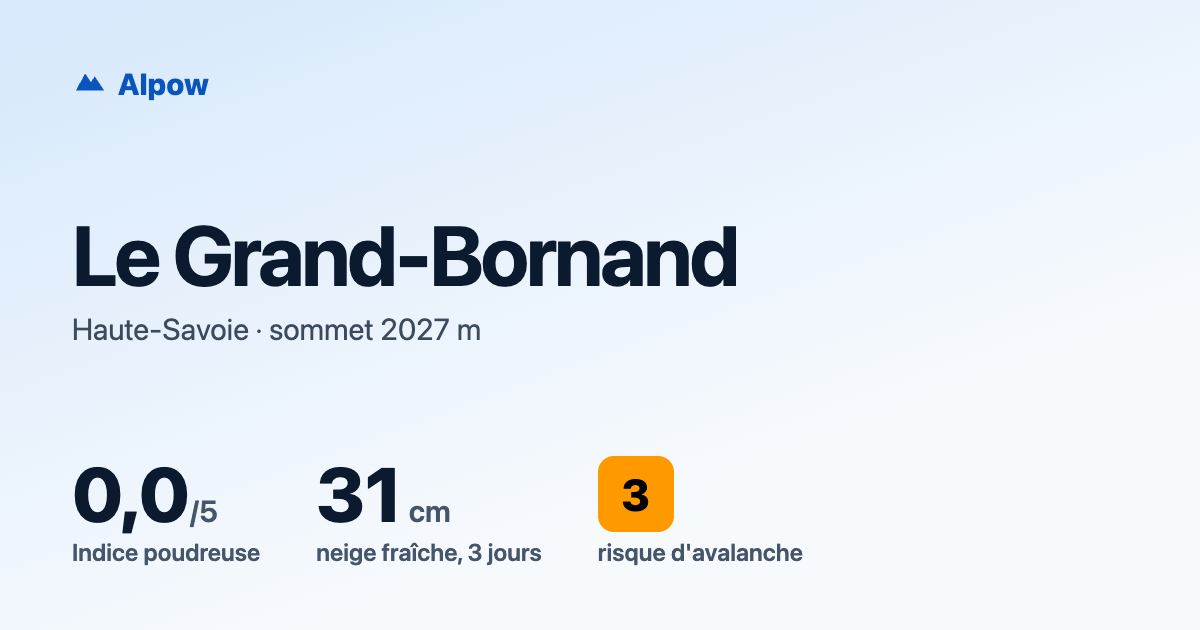 Alpow
Le Grand-Bornand
Haute-Savoie · sommet 2027 m
0,0/5
Indice poudreuse
31 cm
neige fraîche, 3 jours
3
risque d'avalanche